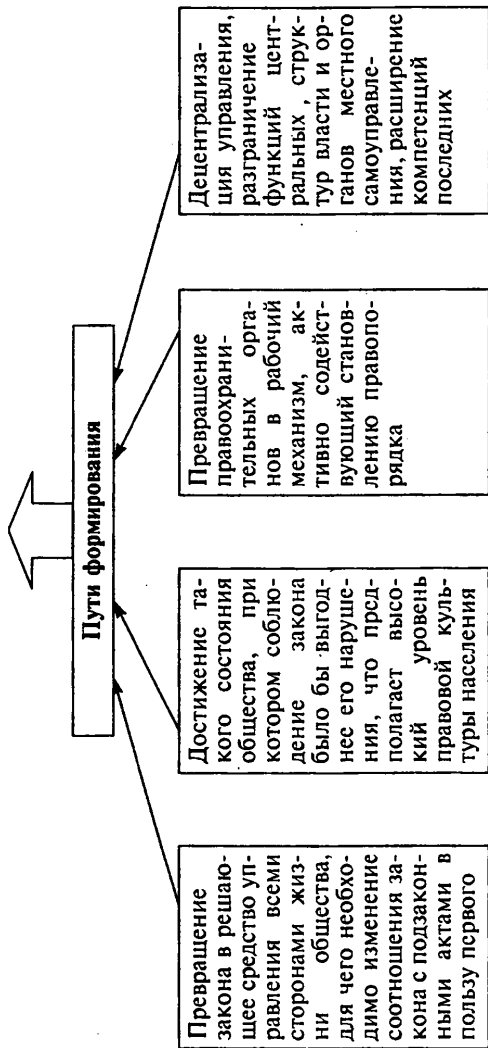 Пути формирования
Превращение
закона в решаю-
щее средство уп-
равления всеми
сторонами жиз-
ни общества,
для чего необхо-
димо изменение
соотношения за-
кона с подзакон-
ными актами в
пользу первого
Достижение та-
кого состояния
общества, при
котором соблю-
дение закона
было бы выгод-
нее его наруше-
ния, что пред-
полагает высо-
кий уровень
правовой куль-
туры населения
Превращение
правоохрани-
тельных орга-
нов в рабочий
механизм, ак-
тивно содейст-
вующий станов-
лению правопо-
рядка
Децентрализа-
ция управления,
разграничение
функций цент-
ральных , струк-
тур власти и ор-
ганов местного
самоуправле-
ния, расширение
компетенций
последних